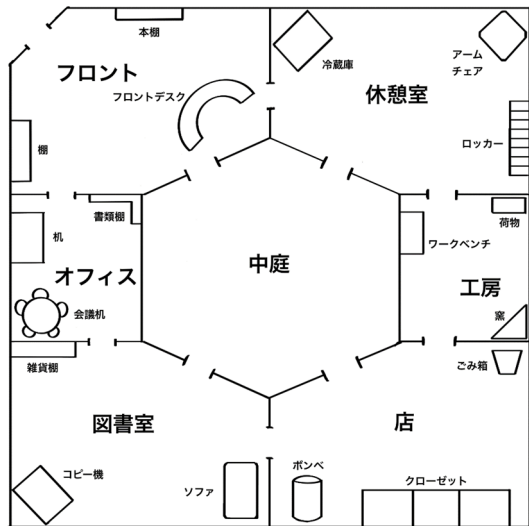 本棚
フロント
フロントデスク
棚
冷蔵庫
休憩室
アーム
チェア
ロッカー
書類棚
机
オフィス
会議机
中庭
ワークベンチ
荷物
工房
窯
雑貨棚
図書室
コピー機
ソファ
ごみ箱
店
ボンベ
クローゼット